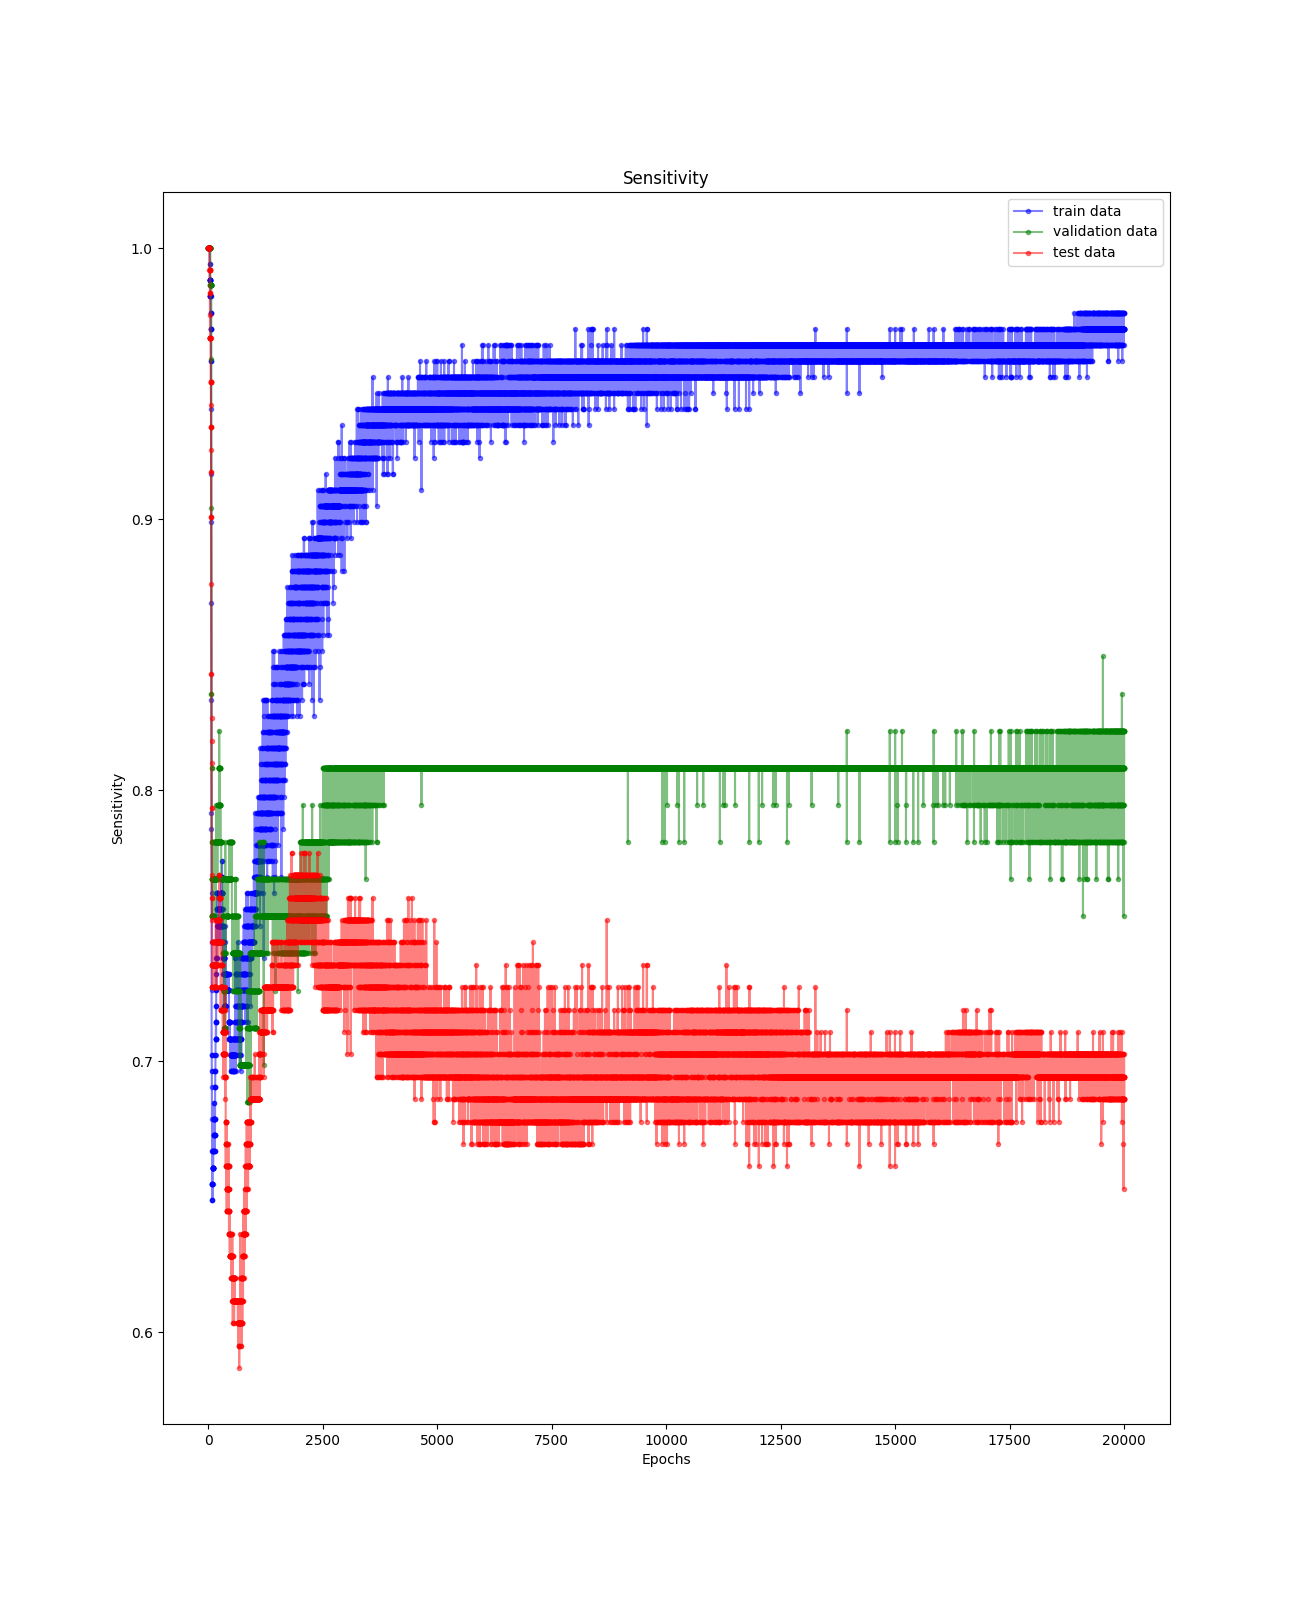 Sensitivity
train data
validation data
test data
1.0
0.9
0.8
0.7
0.6
Sensitivity
0 2500 5000 7500 10000 12500 15000 17500 20000
Epochs